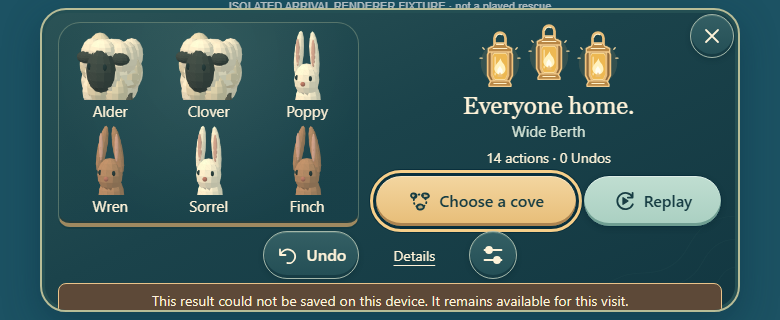 ISOLATED ARRIVAL RENDERER FIXTURE · not a played rescue
Alder
Clover
Poppy
Wren
Sorrel
Finch
Everyone home.
Wide Berth
14 actions · 0 Undos
Choose a cove
Replay
Undo
Details
This result could not be saved on this device. It remains available for this visit.